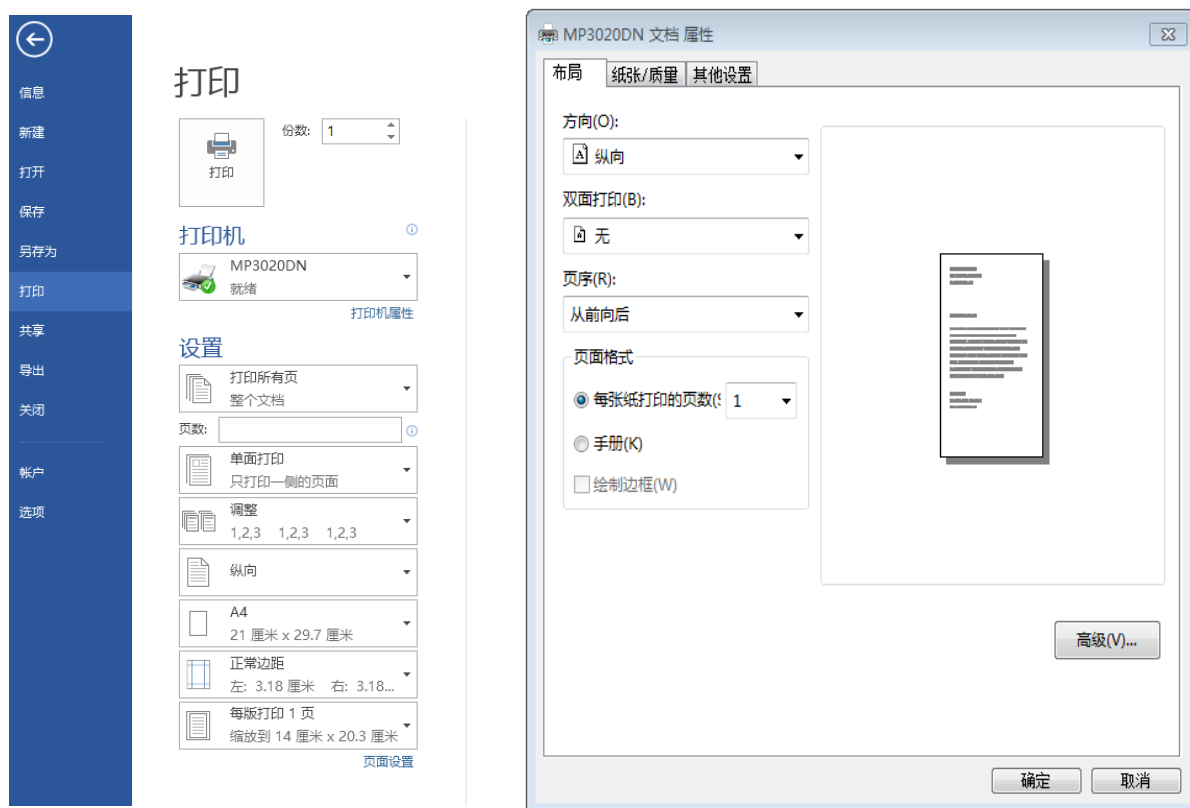 信息
新建
打开
保存
另存为
打印
共享
导出
关闭
帐户
选项
打印
打印
份数: 1
打印机
MP3020DN
就绪
打印机属性
设置
打印所有页
整个文档
页数:
单面打印
只打印一侧的页面
调整
1,2,3 1,2,3 1,2,3
纵向
A4
21 厘米 x 29.7 厘米
正常边距
左: 3.18 厘米 右: 3.18...
每版打印 1 页
缩放到 14 厘米 x 20.3 厘米
页面设置
MP3020DN 文档 属性
布局 纸张/质量 其他设置
方向(O):
纵向
双面打印(B):
无
页序(R):
从前向后
页面格式
每张纸打印的页数( 1
手册(K)
绘制边框(W)
高级(V)...
确定 取消